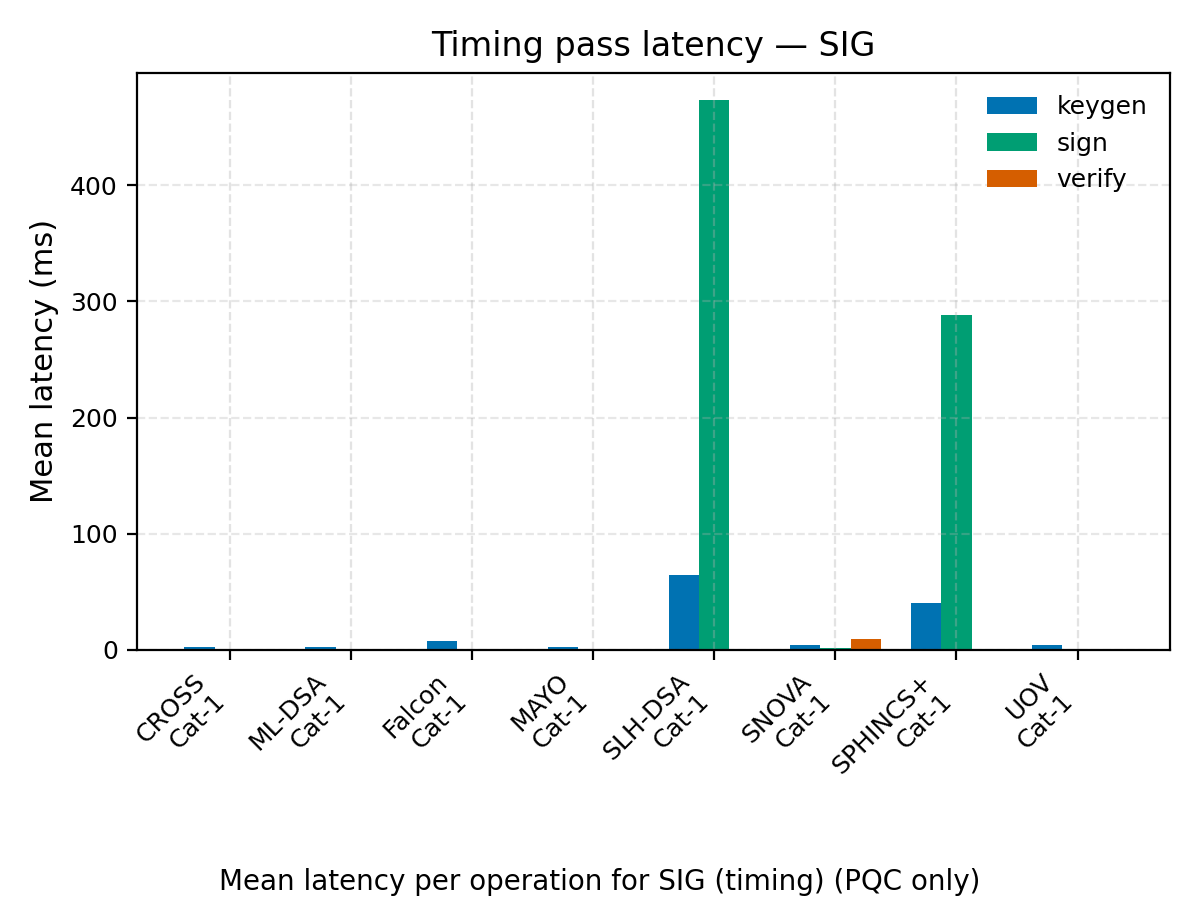 Timing pass latency — SIG
keygen
sign
verify
Mean latency (ms)
400
300
200
100
0
CROSS
Cat-1
ML-DSA
Cat-1
Falcon
Cat-1
MAYO
Cat-1
SLH-DSA
Cat-1
SNOVA
Cat-1
SPHINCS+
Cat-1
UOV
Cat-1
Mean latency per operation for SIG (timing) (PQC only)